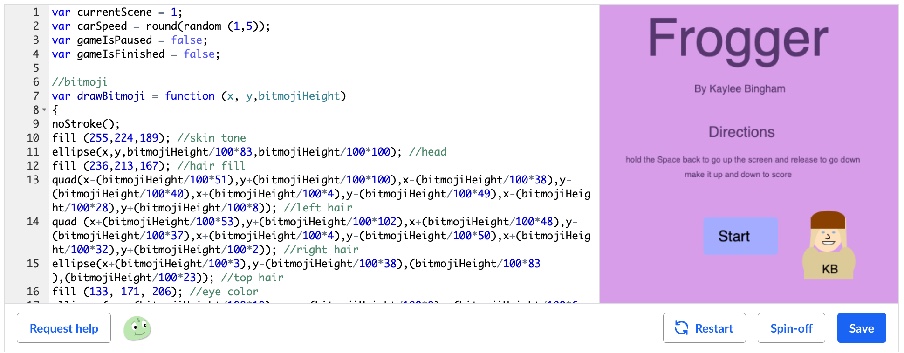 1 var currentScene = 1;
2 var carSpeed = round(random (1,5));
3 var gameIsPaused = false;
4 var gameIsFinished = false;
5
6 //bitmoji
7 var drawBitmoji = function (x, y,bitmojiHeight)
8 {
9 noStroke();
10 fill (255,224,189); //skin tone
11 ellipse(x,y,bitmojiHeight/100*83,bitmojiHeight/100*100); //head
12 fill (236,213,167); //hair fill
13 quad(x-(bitmojiHeight/100*51),y+(bitmojiHeight/100*100),x-(bitmojiHeight/100*38),y-
(bitmojiHeight/100*40),x+(bitmojiHeight/100*4),y-(bitmojiHeight/100*49),x-(bitmojiHeig
ht/100*28),y+(bitmojiHeight/100*8)); //left hair
14 quad (x+(bitmojiHeight/100*53),y+(bitmojiHeight/100*102),x+(bitmojiHeight/100*48),y-
(bitmojiHeight/100*37),x+(bitmojiHeight/100*4),y-(bitmojiHeight/100*50),x+(bitmojiHeig
ht/100*32),y+(bitmojiHeight/100*2)); //right hair
15 ellipse(x+(bitmojiHeight/100*3),y-(bitmojiHeight/100*38),(bitmojiHeight/100*83
),(bitmojiHeight/100*23)); //top hair
16 fill (133, 171, 206); //eye color
Frogger
By Kaylee Bingham
Directions
hold the Space back to go up the screen and release to go down
make it up and down to score
Start
KB
Request help
Restart
Spin-off
Save